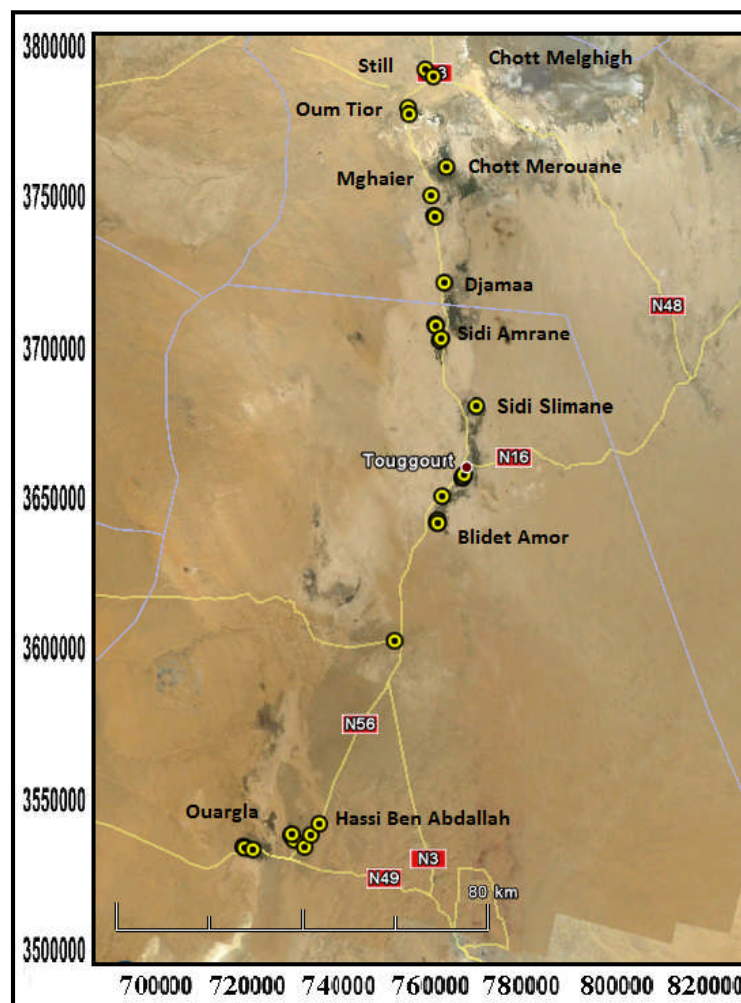 3800000
Chott Melghigh
Still
3
Oum Tior
Chott Merouane
Mghaier
3750000
Djamaa
N48
Sidi Amrane
3700000
Sidi Slimane
Touggourt
N16
3650000
Blidet Amor
3600000
N56
3550000
Ouargla
Hassi Ben Abdallah
N3
N49
80 km
3500000
700000 720000 740000 760000 780000 800000 820000